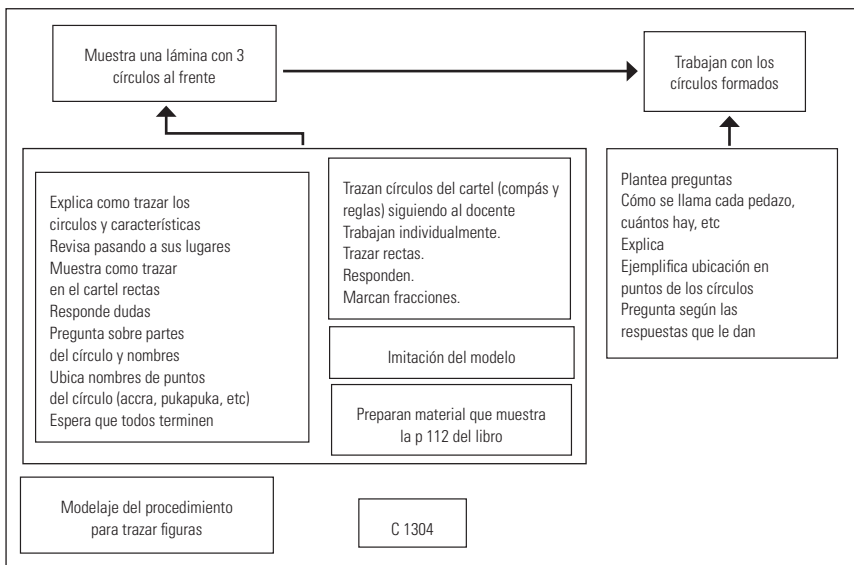 Muestra una lámina con 3
círculos al frente
Trabajan con los
círculos formados
Explica como trazar los
circulos y características
Revisa pasando a sus lugares
Muestra como trazar
en el cartel rectas
Responde dudas
Pregunta sobre partes
del círculo y nombres
Ubica nombres de puntos
del círculo (accra, pukapuka, etc)
Espera que todos terminen
Trazan círculos del cartel (compás y
reglas) siguiendo al docente
Trabajan individualmente.
Trazar rectas.
Responden.
Marcan fracciones.
Imitación del modelo
Preparan material que muestra
la p 112 del libro
Plantea preguntas
Cómo se llama cada pedazo,
cuántos hay, etc
Explica
Ejemplifica ubicación en
puntos de los círculos
Pregunta según las
respuestas que le dan
Modelaje del procedimiento
para trazar figuras
C 1304